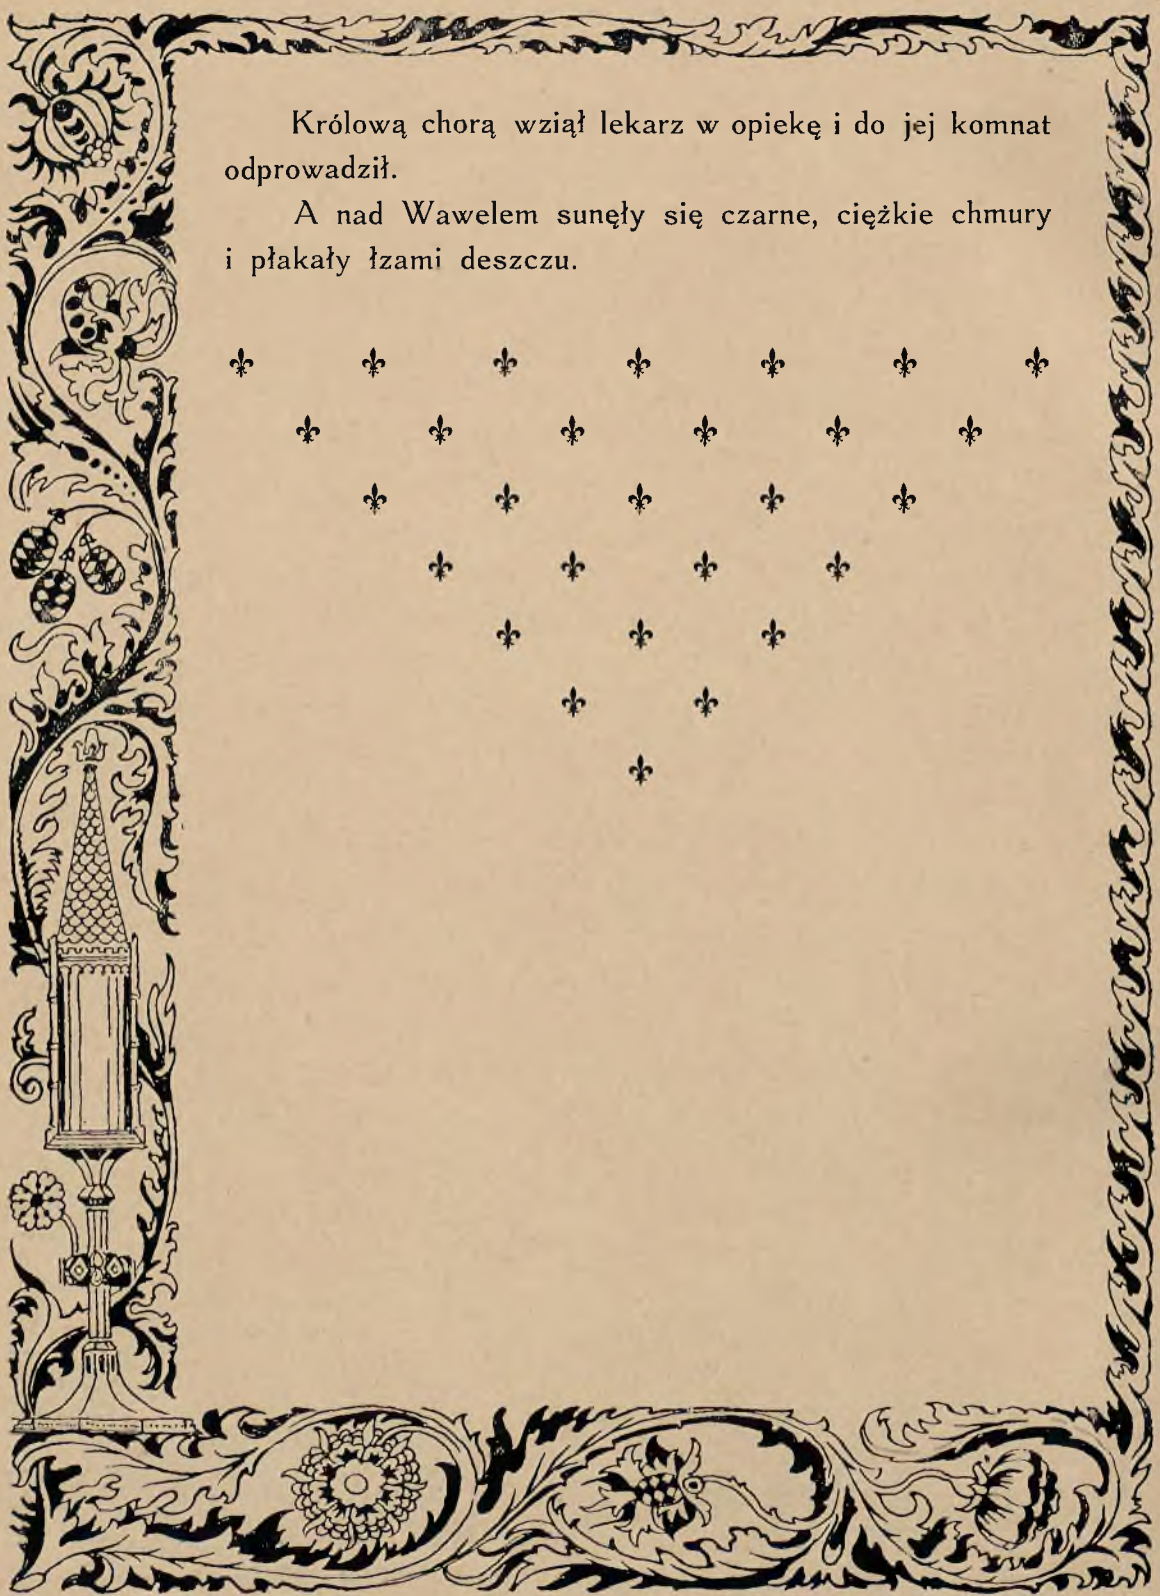 Królową chorą wziął lekarz w opiekę i do jej komnat
odprowadził.
A nad Wawelem sunęły się czarne, ciężkie chmury
i płakały łzami deszczu.